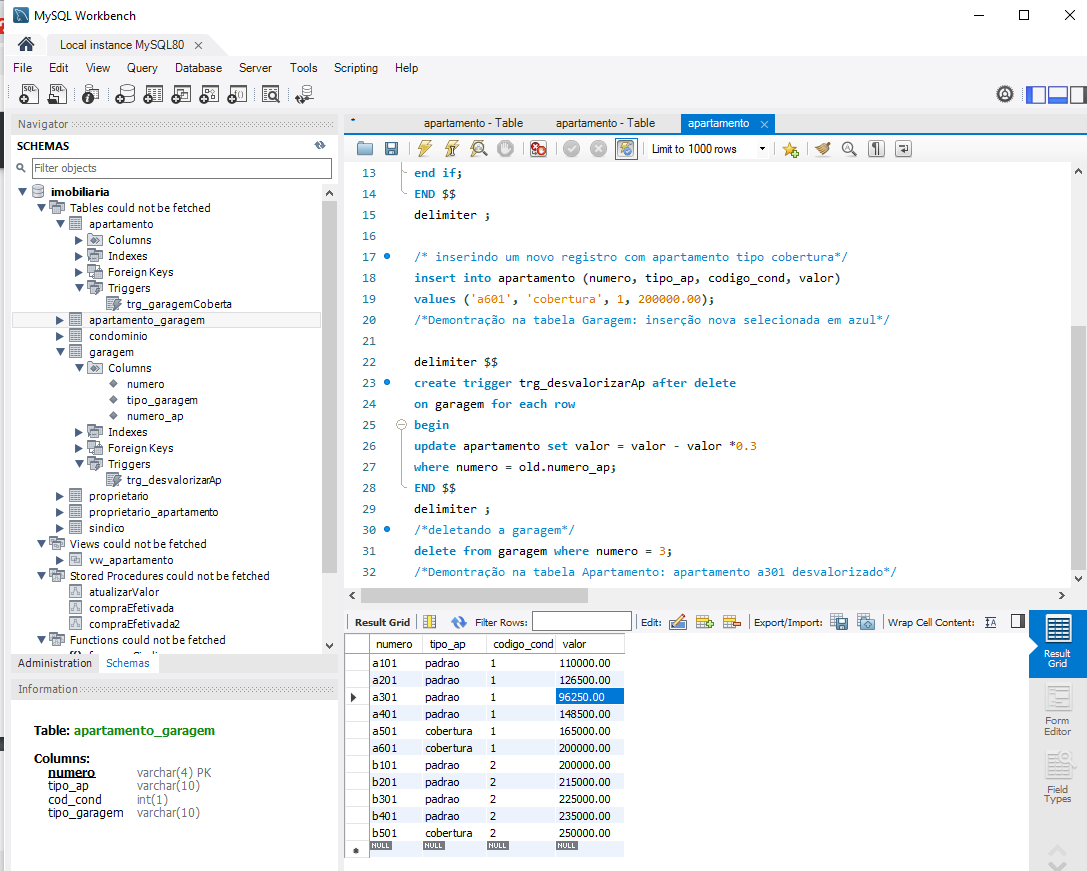 MySQL Workbench
Local instance MySQL80
File Edit View Query Database Server Tools Scripting Help
Navigator
SCHEMAS
Filter objects
imobiliaria
Tables could not be fetched
apartamento
Columns
Indexes
Foreign Keys
Triggers
trg_garagemCoberta
apartamento_garagem
condominio
garagem
Columns
numero
tipo_garagem
numero_ap
Indexes
Foreign Keys
Triggers
trg_desvalorizarAp
proprietario
proprietario_apartamento
sindico
Views could not be fetched
vw_apartamento
Stored Procedures could not be fetched
atualizarValor
compraEfetivada
compraEfetivada2
Functions could not be fetched
Administration Schemas
Information
Table: apartamento_garagem
Columns:
numero varchar(4) PK
tipo_ap varchar(10)
cod_cond int(1)
tipo_garagem varchar(10)
apartamento - Table apartamento - Table apartamento
Limit to 1000 rows
13 end if;
14 END $$
15 delimiter ;
16
17 /* inserindo um novo registro com apartamento tipo cobertura*/
18 insert into apartamento (numero, tipo_ap, codigo_cond, valor)
19 values ('a601', 'cobertura', 1, 200000.00);
20 /*Demontração na tabela Garagem: inserção nova selecionada em azul*/
21
22 delimiter $$
23 create trigger trg_desvalorizarAp after delete
24 on garagem for each row
25 begin
26 update apartamento set valor = valor - valor *0.3
27 where numero = old.numero_ap;
28 END $$
29 delimiter ;
30 /*deletando a garagem*/
31 delete from garagem where numero = 3;
32 /*Demontração na tabela Apartamento: apartamento a301 desvalorizado*/
Result Grid Filter Rows: Edit: Export/Import: Wrap Cell Content:
numero tipo_ap codigo_cond valor
a101 padrao 1 110000.00
a201 padrao 1 126500.00
a301 padrao 1 96250.00
a401 padrao 1 148500.00
a501 cobertura 1 165000.00
a601 cobertura 1 200000.00
b101 padrao 2 200000.00
b201 padrao 2 215000.00
b301 padrao 2 225000.00
b401 padrao 2 235000.00
b501 cobertura 2 250000.00
NULL NULL NULL NULL
Result
Grid
Form
Editor
Field
Types